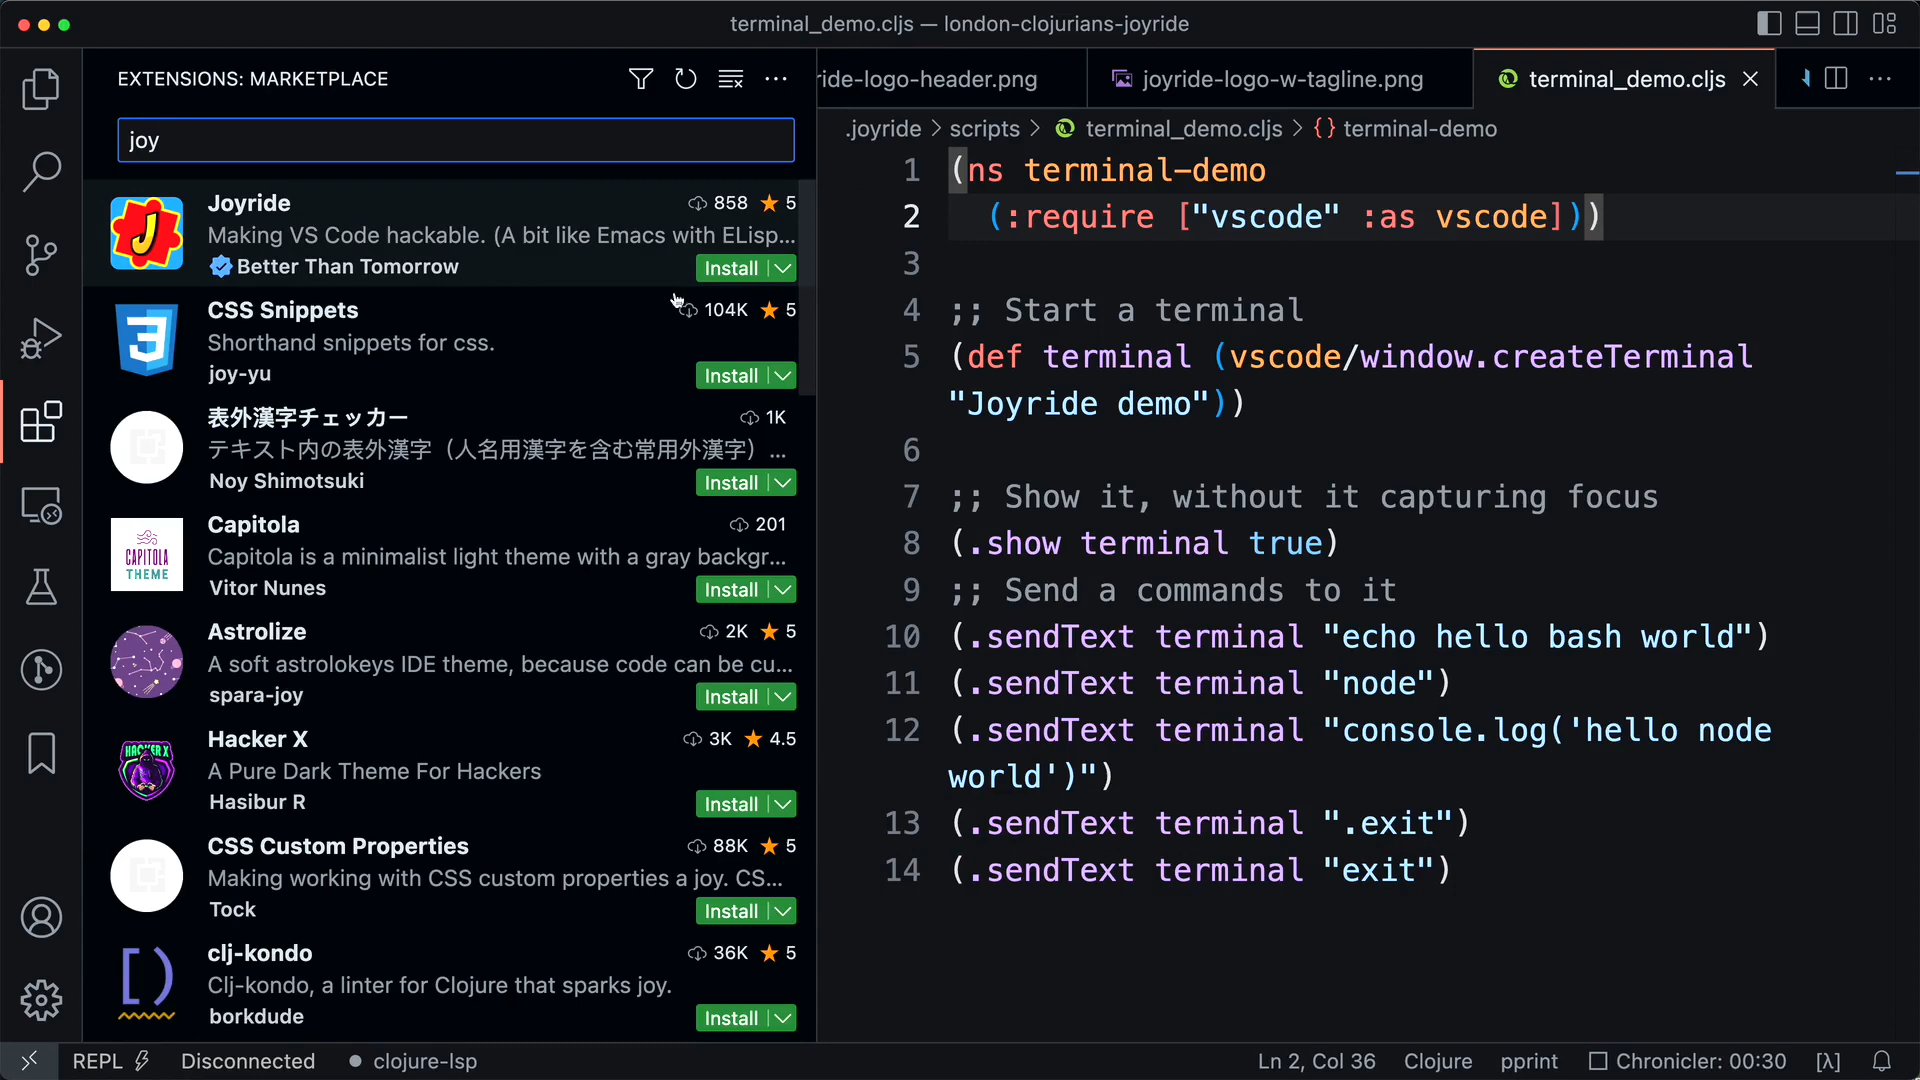 terminal_demo.cljs — london-clojurians-joyride
EXTENSIONS: MARKETPLACE
joy
Joyride 858 5
Making VS Code hackable. (A bit like Emacs with ELisp...
Better Than Tomorrow Install
CSS Snippets 104K 5
Shorthand snippets for css.
joy-yu Install
表外漢字チェッカー 1K
テキスト内の表外漢字（人名用漢字を含む常用外漢字） ...
Noy Shimotsuki Install
CAPITOLA
THEME
Capitola 201
Capitola is a minimalist light theme with a gray backgr...
Vitor Nunes Install
Astrolize 2K 5
A soft astrolokeys IDE theme, because code can be cu...
spara-joy Install
HACKER X
Hacker X 3K 4.5
A Pure Dark Theme For Hackers
Hasibur R Install
CSS Custom Properties 88K 5
Making working with CSS custom properties a joy. CS...
Tock Install
clj-kondo 36K 5
Clj-kondo, a linter for Clojure that sparks joy.
borkdude Install
ride-logo-header.png joyride-logo-w-tagline.png terminal_demo.cljs
.joyride > scripts > terminal_demo.cljs > {} terminal-demo
1 (ns terminal-demo
2 (:require ["vscode" :as vscode]))
3
4 ;; Start a terminal
5 (def terminal (vscode/window.createTerminal
"Joyride demo"))
6
7 ;; Show it, without it capturing focus
8 (.show terminal true)
9 ;; Send a commands to it
10 (.sendText terminal "echo hello bash world")
11 (.sendText terminal "node")
12 (.sendText terminal "console.log('hello node
world')")
13 (.sendText terminal ".exit")
14 (.sendText terminal "exit")
REPL Disconnected clojure-lsp Ln 2, Col 36 Clojure pprint Chronicler: 00:30 [λ]